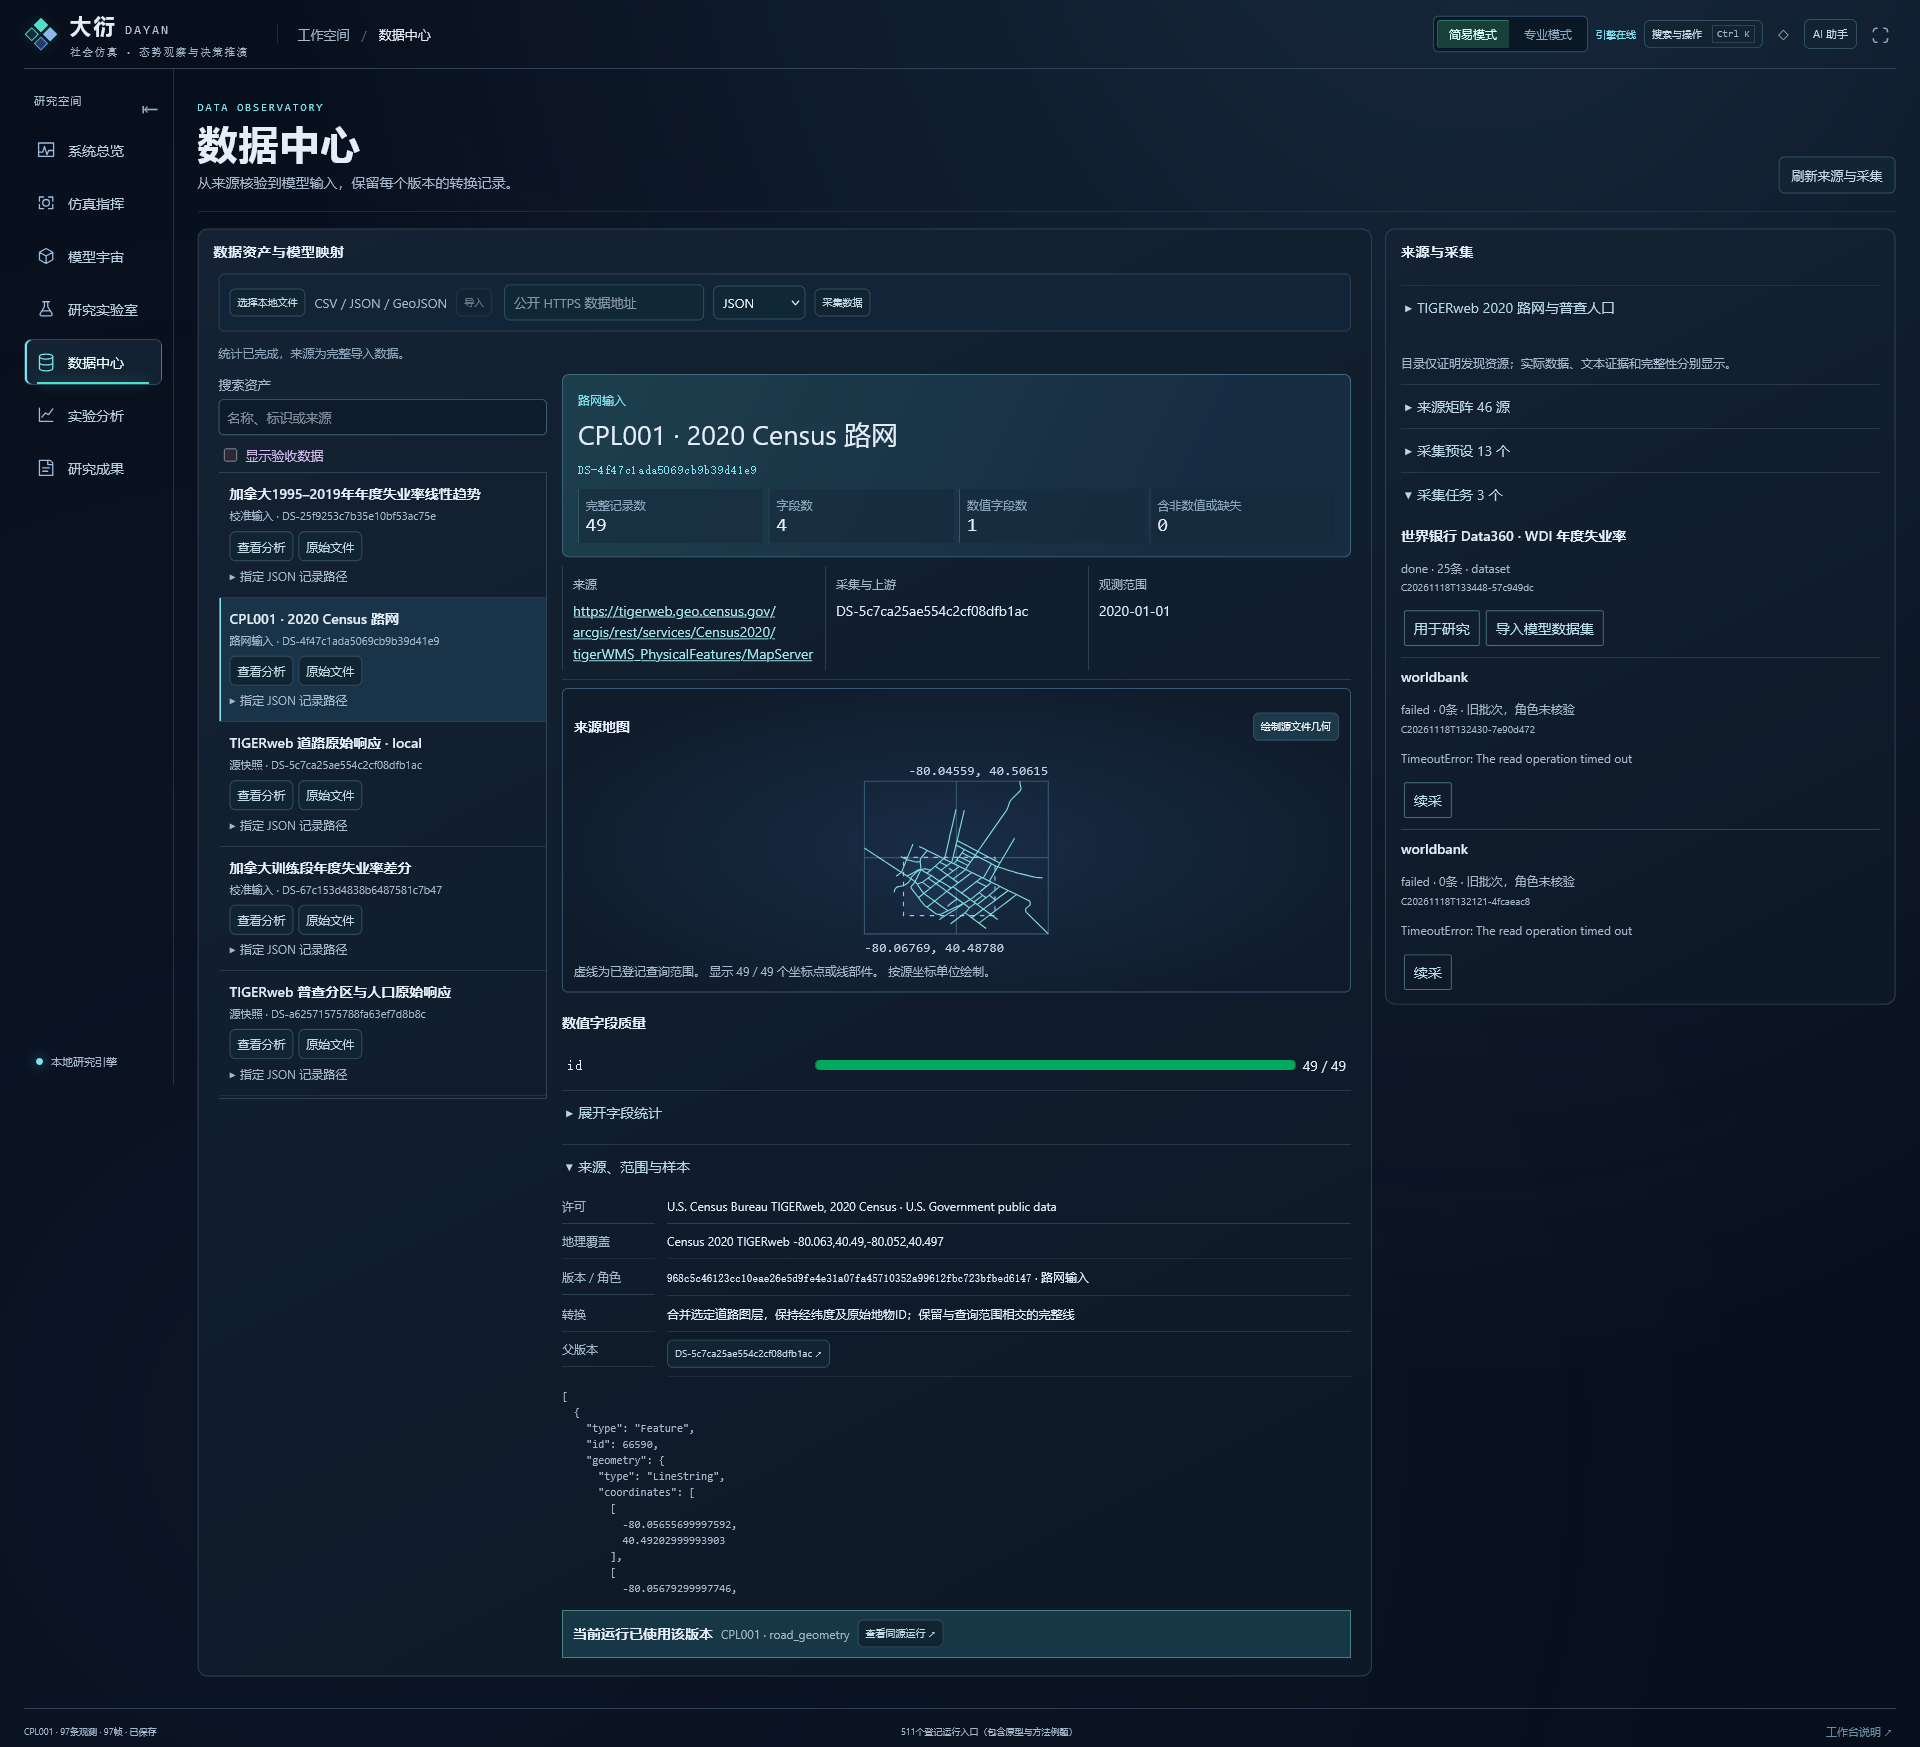 大衍 DAYAN
社会仿真 · 态势观察与决策推演
工作空间 / 数据中心
简易模式 专业模式 引擎在线 搜索与操作 Ctrl K ◇ AI 助手
研究空间
系统总览
仿真指挥
模型宇宙
研究实验室
数据中心
实验分析
研究成果
本地研究引擎
DATA OBSERVATORY
数据中心
从来源核验到模型输入，保留每个版本的转换记录。
刷新来源与采集
数据资产与模型映射
选择本地文件 CSV / JSON / GeoJSON 导入 公开 HTTPS 数据地址 JSON 采集数据
统计已完成，来源为完整导入数据。
搜索资产
名称、标识或来源
显示验收数据
加拿大1995–2019年年度失业率线性趋势
校准输入 · DS-25f9253c7b35e10bf53ac75e
查看分析 原始文件
▸ 指定 JSON 记录路径
CPL001 · 2020 Census 路网
路网输入 · DS-4f47c1ada5069cb9b39d41e9
查看分析 原始文件
▸ 指定 JSON 记录路径
TIGERweb 道路原始响应 · local
源快照 · DS-5c7ca25ae554c2cf08dfb1ac
查看分析 原始文件
▸ 指定 JSON 记录路径
加拿大训练段年度失业率差分
校准输入 · DS-67c153d4838b6487581c7b47
查看分析 原始文件
▸ 指定 JSON 记录路径
TIGERweb 普查分区与人口原始响应
源快照 · DS-a62571575788fa63ef7d8b8c
查看分析 原始文件
▸ 指定 JSON 记录路径
路网输入
CPL001 · 2020 Census 路网
DS-4f47c1ada5069cb9b39d41e9
完整记录数 字段数 数值字段数 含非数值或缺失
49 4 1 0
来源 采集与上游 观测范围
https://tigerweb.geo.census.gov/ DS-5c7ca25ae554c2cf08dfb1ac 2020-01-01
arcgis/rest/services/Census2020/
tigerWMS_PhysicalFeatures/MapServer
来源地图 绘制源文件几何
-80.04559, 40.50615
-80.06769, 40.48780
虚线为已登记查询范围。 显示 49 / 49 个坐标点或线部件。 按源坐标单位绘制。
数值字段质量
id 49 / 49
▸ 展开字段统计
▾ 来源、范围与样本
许可 U.S. Census Bureau TIGERweb, 2020 Census · U.S. Government public data
地理覆盖 Census 2020 TIGERweb -80.063,40.49,-80.052,40.497
版本 / 角色 968c5c46123cc10eae26e5d9fe4e31a07fa45710352a99612fbc723bfbed6147 · 路网输入
转换 合并选定道路图层，保持经纬度及原始地物ID；保留与查询范围相交的完整线
父版本 DS-5c7ca25ae554c2cf08dfb1ac ↗
[
{
"type": "Feature",
"id": 66590,
"geometry": {
"type": "LineString",
"coordinates": [
[
-80.05655699997592,
40.49202999993903
],
[
-80.05679299997746,
当前运行已使用该版本 CPL001 · road_geometry 查看同源运行 ↗
来源与采集
▸ TIGERweb 2020 路网与普查人口
目录仅证明发现资源；实际数据、文本证据和完整性分别显示。
▸ 来源矩阵 46 源
▸ 采集预设 13 个
▾ 采集任务 3 个
世界银行 Data360 · WDI 年度失业率
done · 25条 · dataset
C20261118T133448-57c949dc
用于研究 导入模型数据集
worldbank
failed · 0条 · 旧批次，角色未核验
C20261118T132430-7e90d472
TimeoutError: The read operation timed out
续采
worldbank
failed · 0条 · 旧批次，角色未核验
C20261118T132121-4fcaeac8
TimeoutError: The read operation timed out
续采
CPL001 · 97条观测 · 97帧 · 已保存
511个登记运行入口（包含原型与方法例题）
工作台说明 ↗